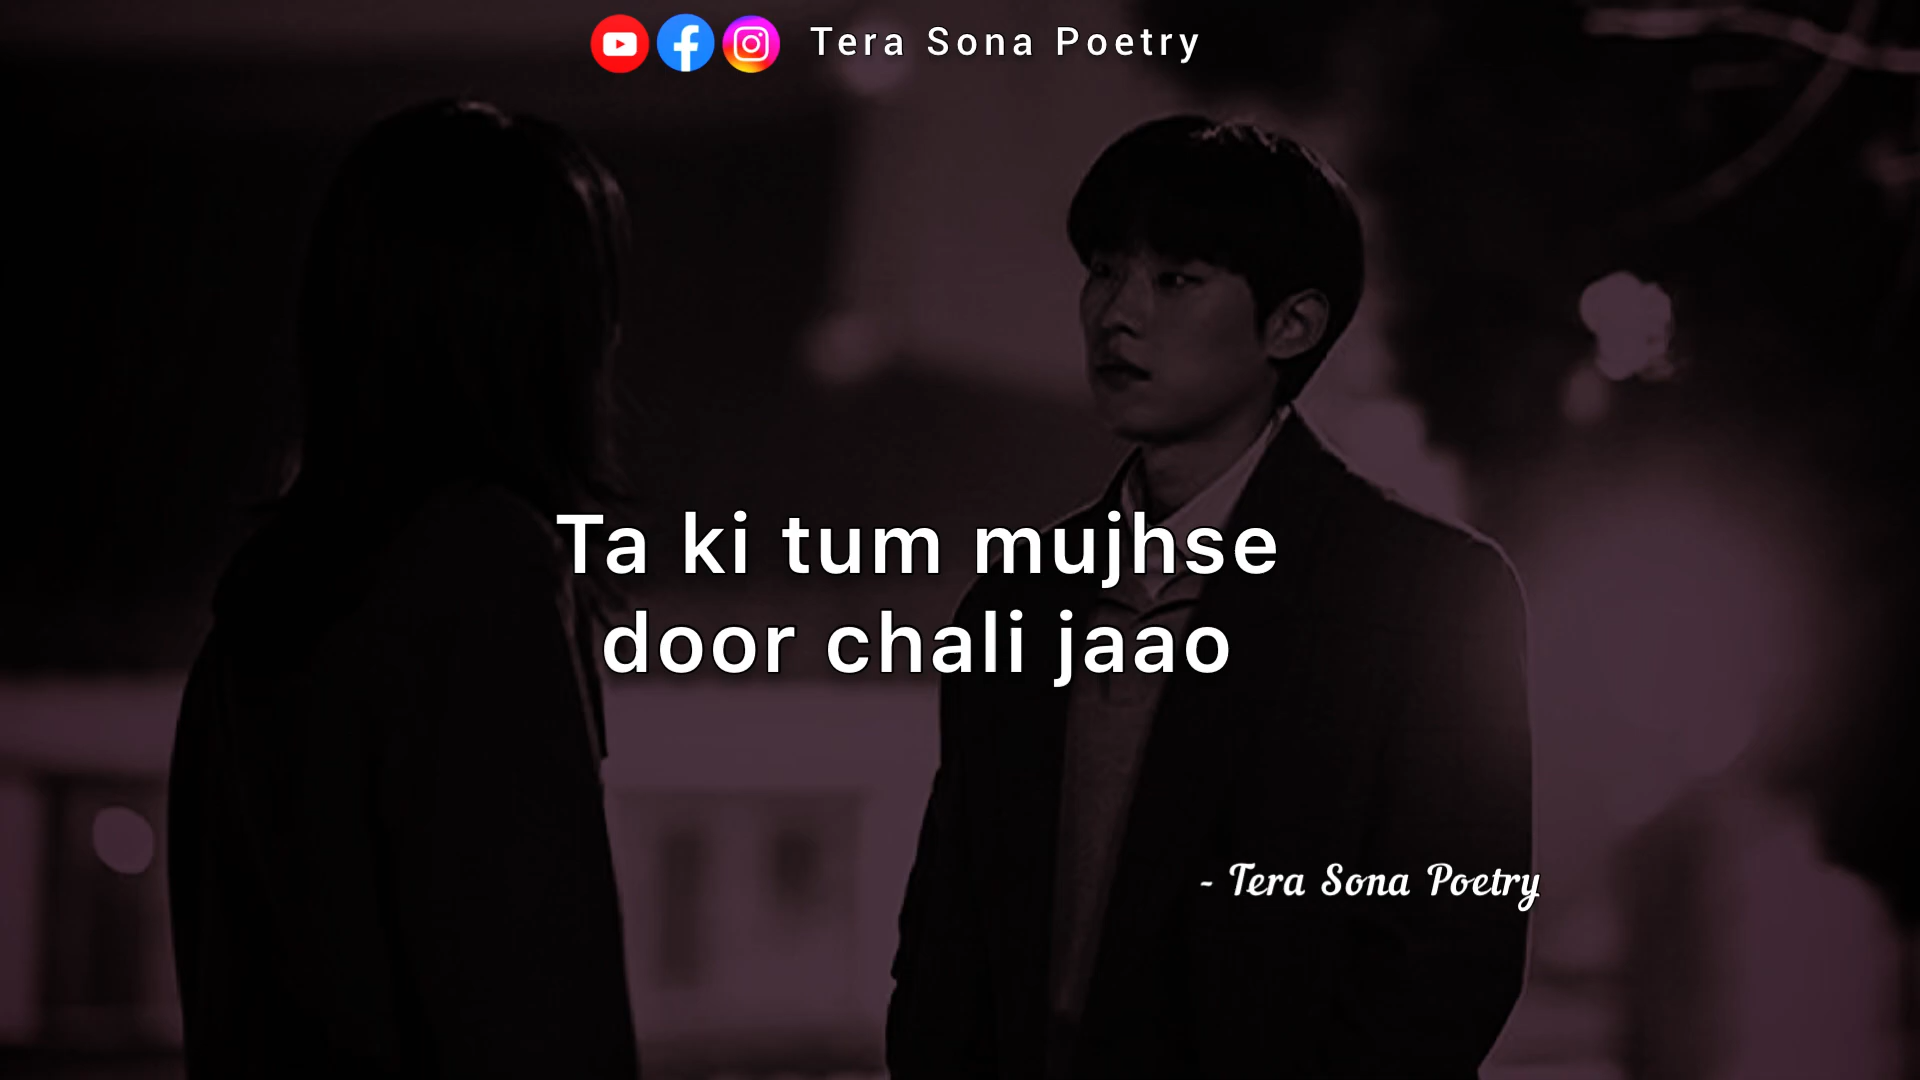 Tera Sona Poetry
Ta ki tum mujhse
door chali jaao
- Tera Sona Poetry